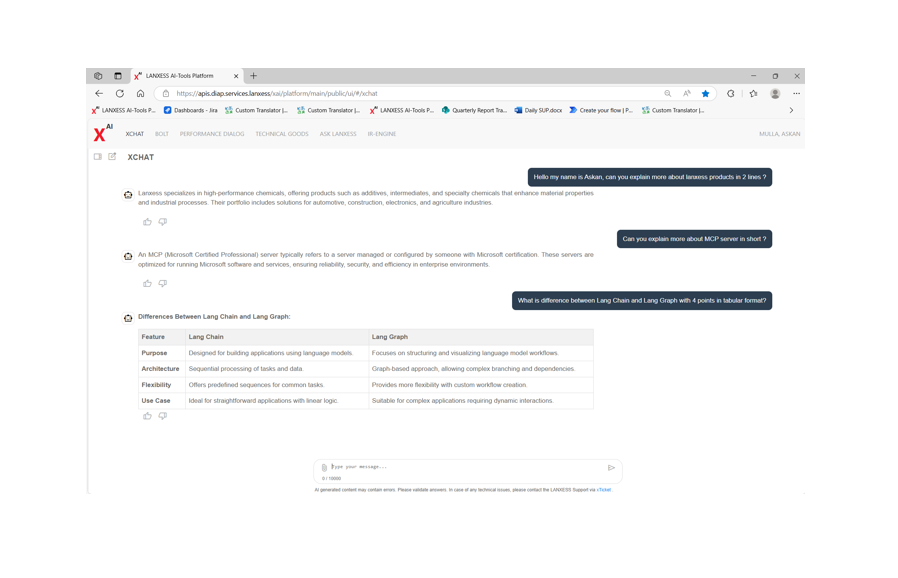 LANXESS AI-Tools Platform
https://apis.diap.services.lanxess/xai/platform/main/public/ui/#/xchat
LANXESS AI-Tools P... Dashboards - Jira Custom Translator |... Custom Translator |... LANXESS AI-Tools P... Quarterly Report Tra... Daily SUP.docx Create your flow | P... Custom Translator |...
X AI XCHAT BOLT PERFORMANCE DIALOG TECHNICAL GOODS ASK LANXESS IR-ENGINE MULLA, ASKAN
XCHAT
Hello my name is Askan, can you explain more about lanxess products in 2 lines ?
Lanxess specializes in high-performance chemicals, offering products such as additives, intermediates, and specialty chemicals that enhance material properties
and industrial processes. Their portfolio includes solutions for automotive, construction, electronics, and agriculture industries.
Can you explain more about MCP server in short ?
An MCP (Microsoft Certified Professional) server typically refers to a server managed or configured by someone with Microsoft certification. These servers are
optimized for running Microsoft software and services, ensuring reliability, security, and efficiency in enterprise environments.
What is difference between Lang Chain and Lang Graph with 4 points in tabular format?
Differences Between Lang Chain and Lang Graph:
Feature Lang Chain Lang Graph
Purpose Designed for building applications using language models. Focuses on structuring and visualizing language model workflows.
Architecture Sequential processing of tasks and data. Graph-based approach, allowing complex branching and dependencies.
Flexibility Offers predefined sequences for common tasks. Provides more flexibility with custom workflow creation.
Use Case Ideal for straightforward applications with linear logic. Suitable for complex applications requiring dynamic interactions.
Type your message...
0 / 10000
AI generated content may contain errors. Please validate answers. In case of any technical issues, please contact the LANXESS Support via xTicket.